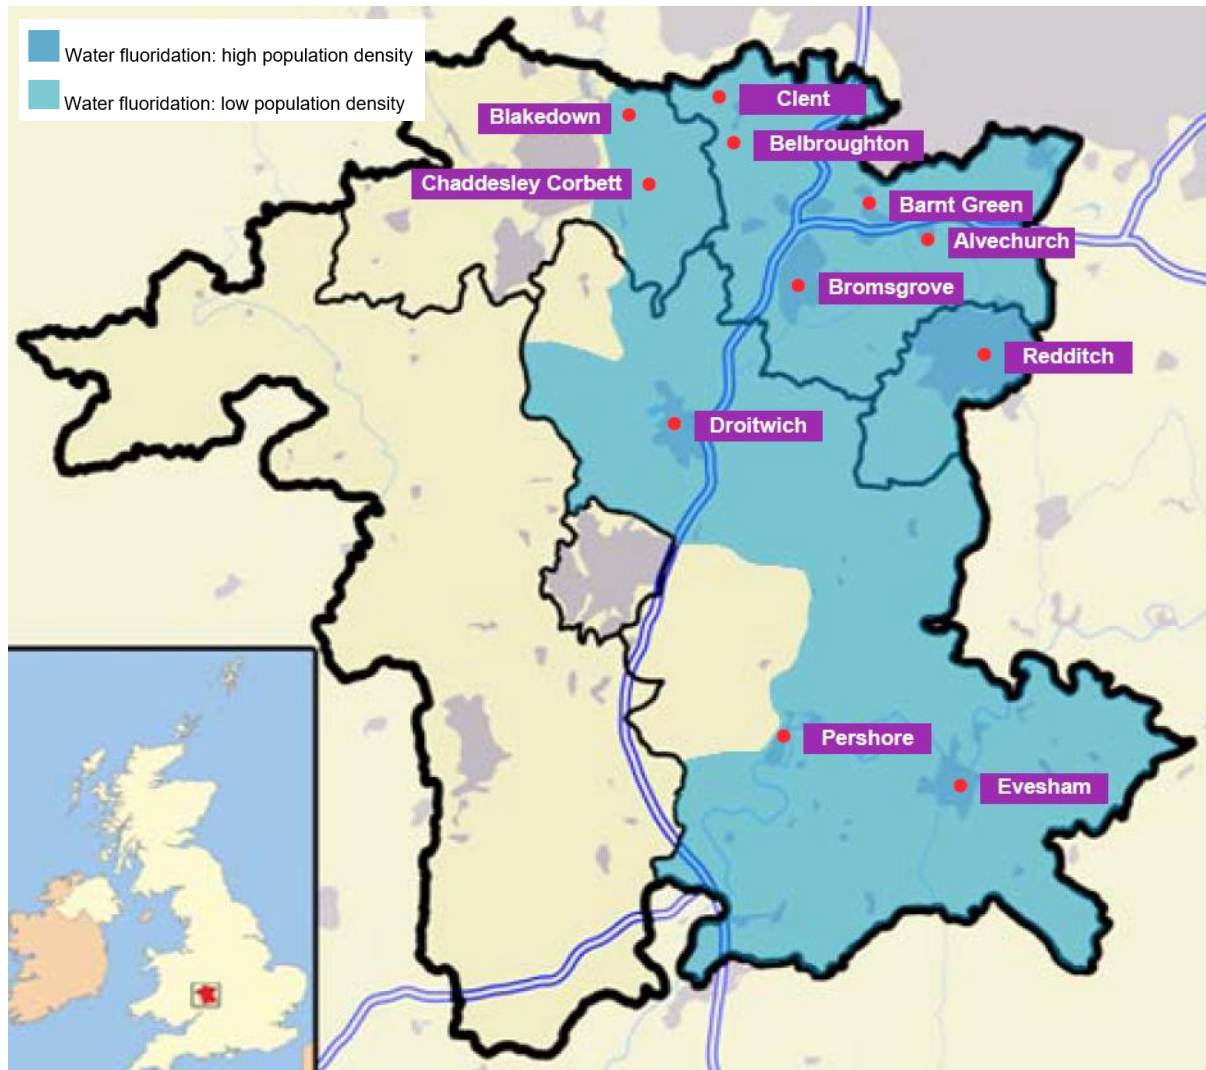 Water fluoridation: high population density
Water fluoridation: low population density
Clent
Blakedown
Belbroughton
Chaddesley Corbett
Barnt Green
Alvechurch
Bromsgrove
Redditch
Droitwich
Pershore
Evesham